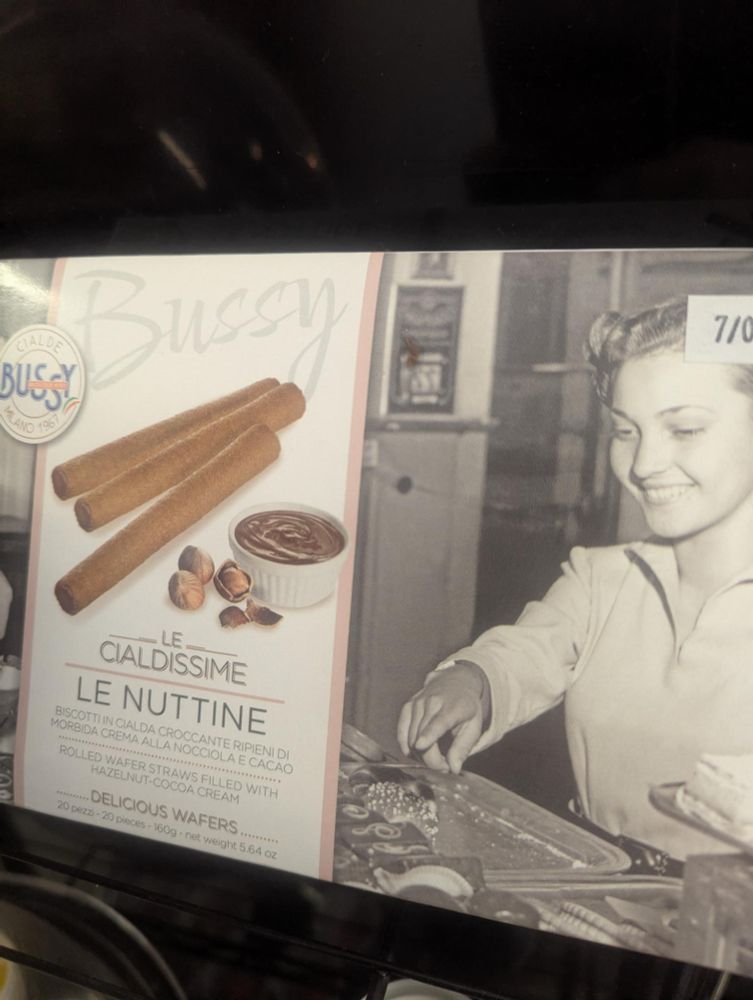 Bussy
CIALDE
BUSSY
MILANO 1967
7/0
LE
CIALDISSIME
LE NUTTINE
BISCOTTI IN CIALDA CROCCANTE RIPIENI DI
MORBIDA CREMA ALLA NOCCIOLA E CACAO
ROLLED WAFER STRAWS FILLED WITH
HAZELNUT-COCOA CREAM
DELICIOUS WAFERS
20 pezzi - 20 pieces - 160g - net weight 5.64 oz